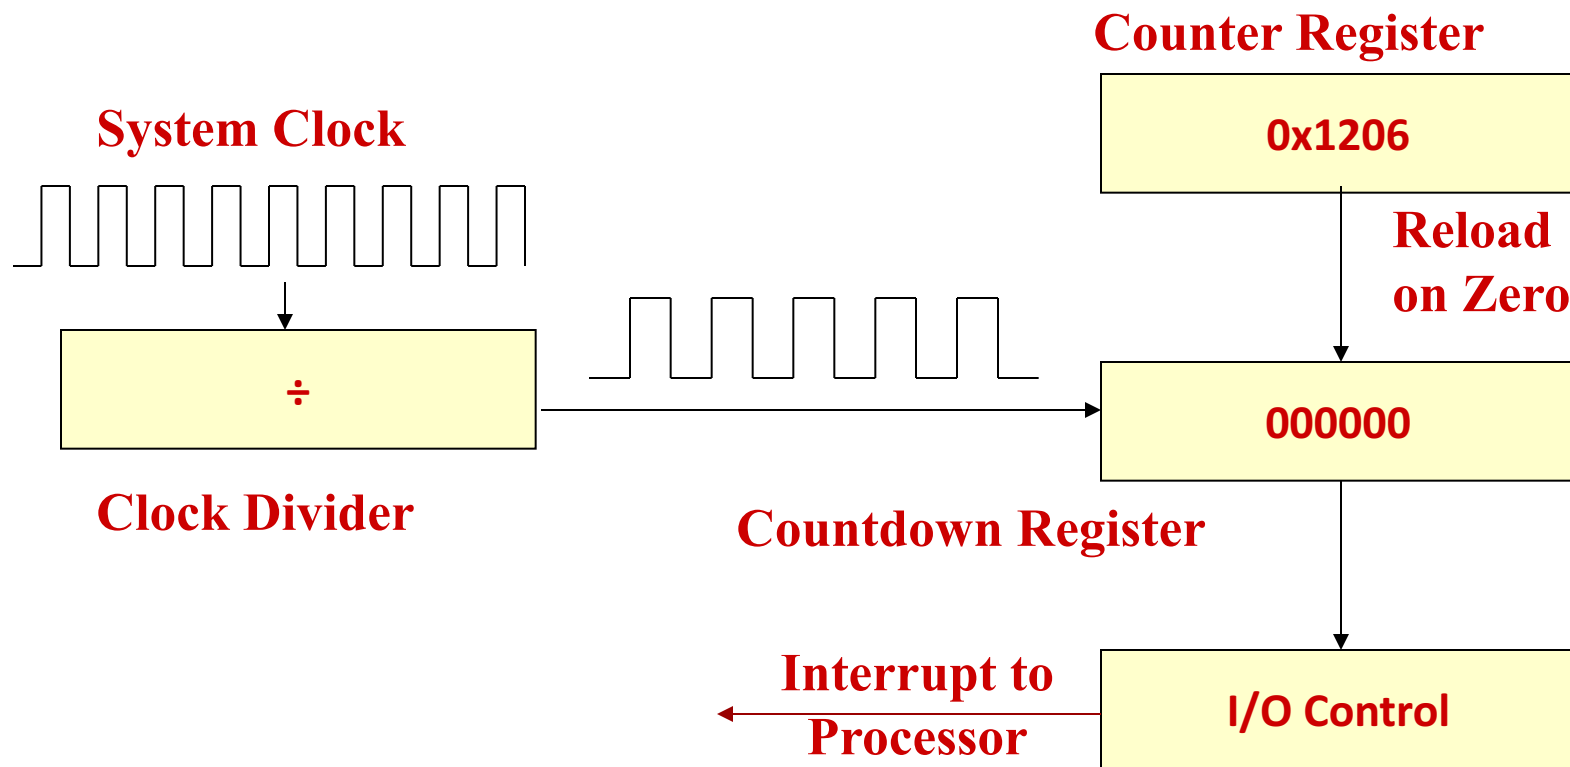 Counter Register
0x1206
System Clock
Reload
on Zero
÷
000000
Clock Divider
Countdown Register
Interrupt to
Processor
I/O Control